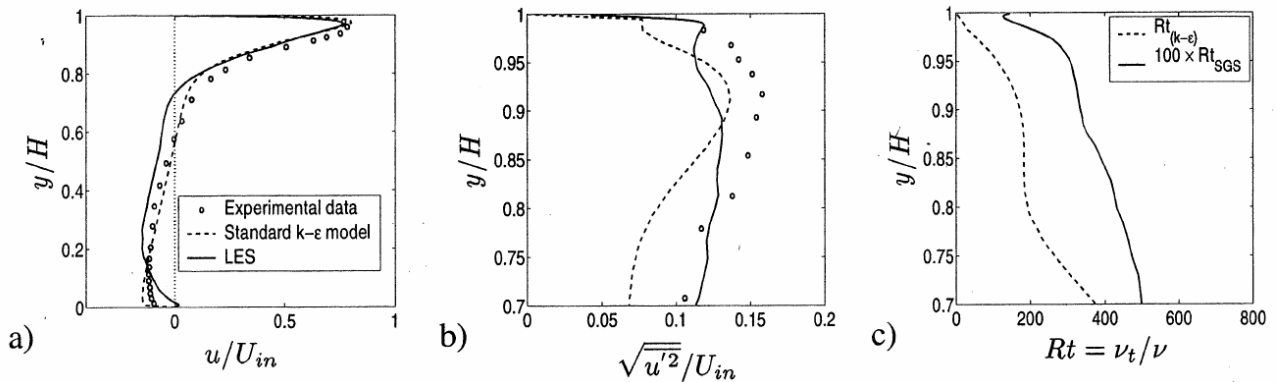 1
0.8
0.6
0.4
0.2
0
0
0.5
1
y/H
Experimental data
Standard k–ε model
LES
a)
u/U_in
1
0.95
0.9
0.85
0.8
0.75
0.7
0
0.05
0.1
0.15
0.2
y/H
b)
√u'²/U_in
1
0.95
0.9
0.85
0.8
0.75
0.7
0
200
400
600
800
y/H
Rt(k–ε)
100 × Rt_SGS
c)
Rt = ν_t/ν